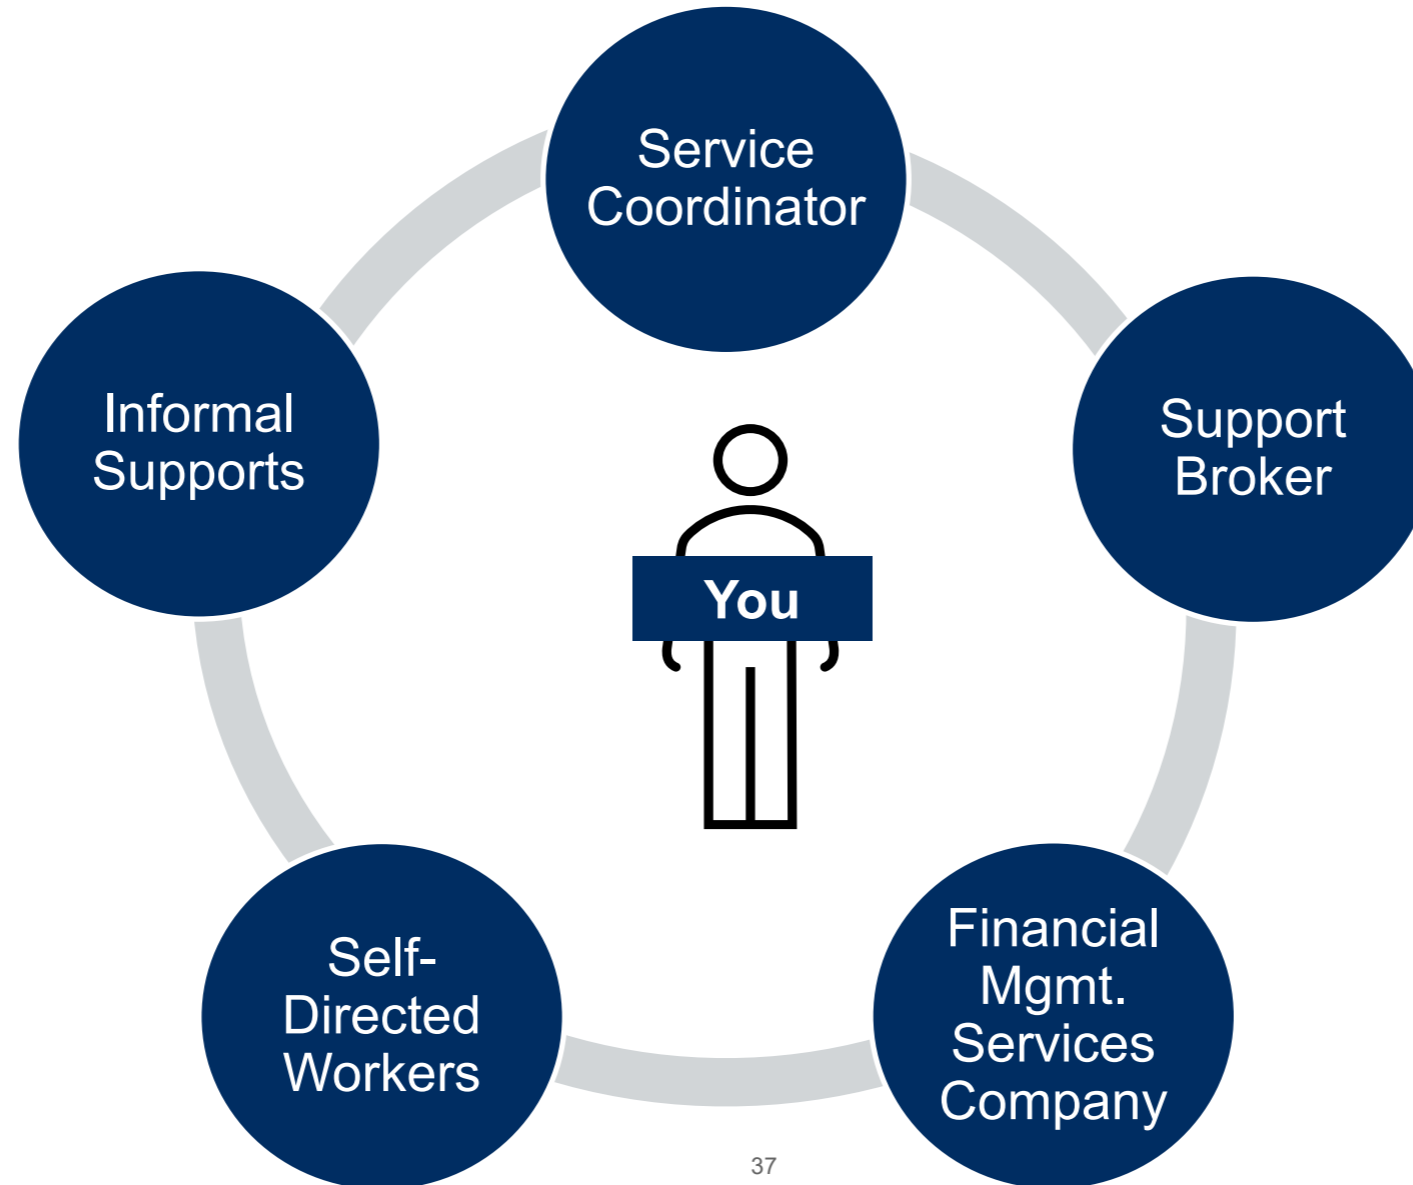 Service
Coordinator
Support
Broker
Financial
Mgmt.
Services
Company
Self-
Directed
Workers
Informal
Supports
You
37